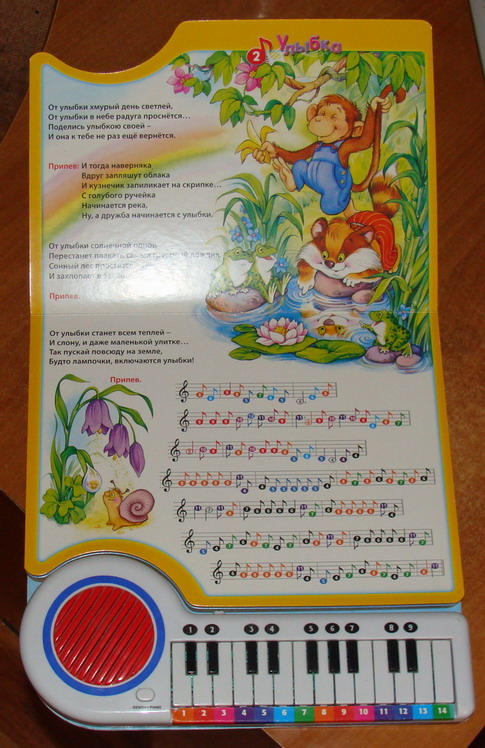 2 Улыбка
От улыбки хмурый день светлей,
От улыбки в небе радуга проснётся...
Поделись улыбкою своей –
И она к тебе не раз ещё вернётся.
Припев: И тогда наверняка
Вдруг запляшут облака
И кузнечик запиликает на скрипке...
С голубого ручейка
Начинается река,
Ну, а дружба начинается с улыбки.
От улыбки солнечной одной
Перестанет плакать самый грустный дождик,
Сонный лес
И захлопает в
Припев.
От улыбки станет всем теплей –
И слону, и даже маленькой улитке...
Так пускай повсюду на земле,
Будто лампочки, включаются улыбки!
Припев.
1 2 3 4 5 6 7 8 9
1 2 3 4 5 6 7 8 9 10 11 12 13 14